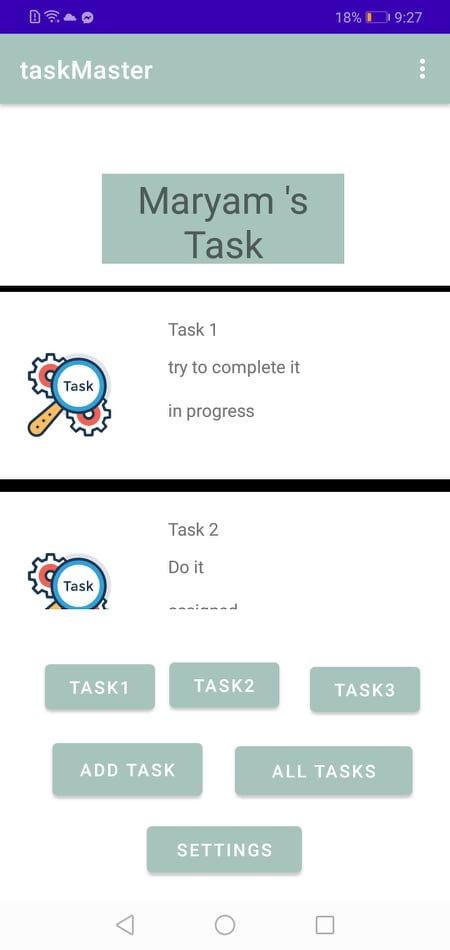 18% 9:27
taskMaster
Maryam 's
Task
Task 1
try to complete it
Task
in progress
Task 2
Do it
Task
assigned
TASK1 TASK2 TASK3
ADD TASK ALL TASKS
SETTINGS